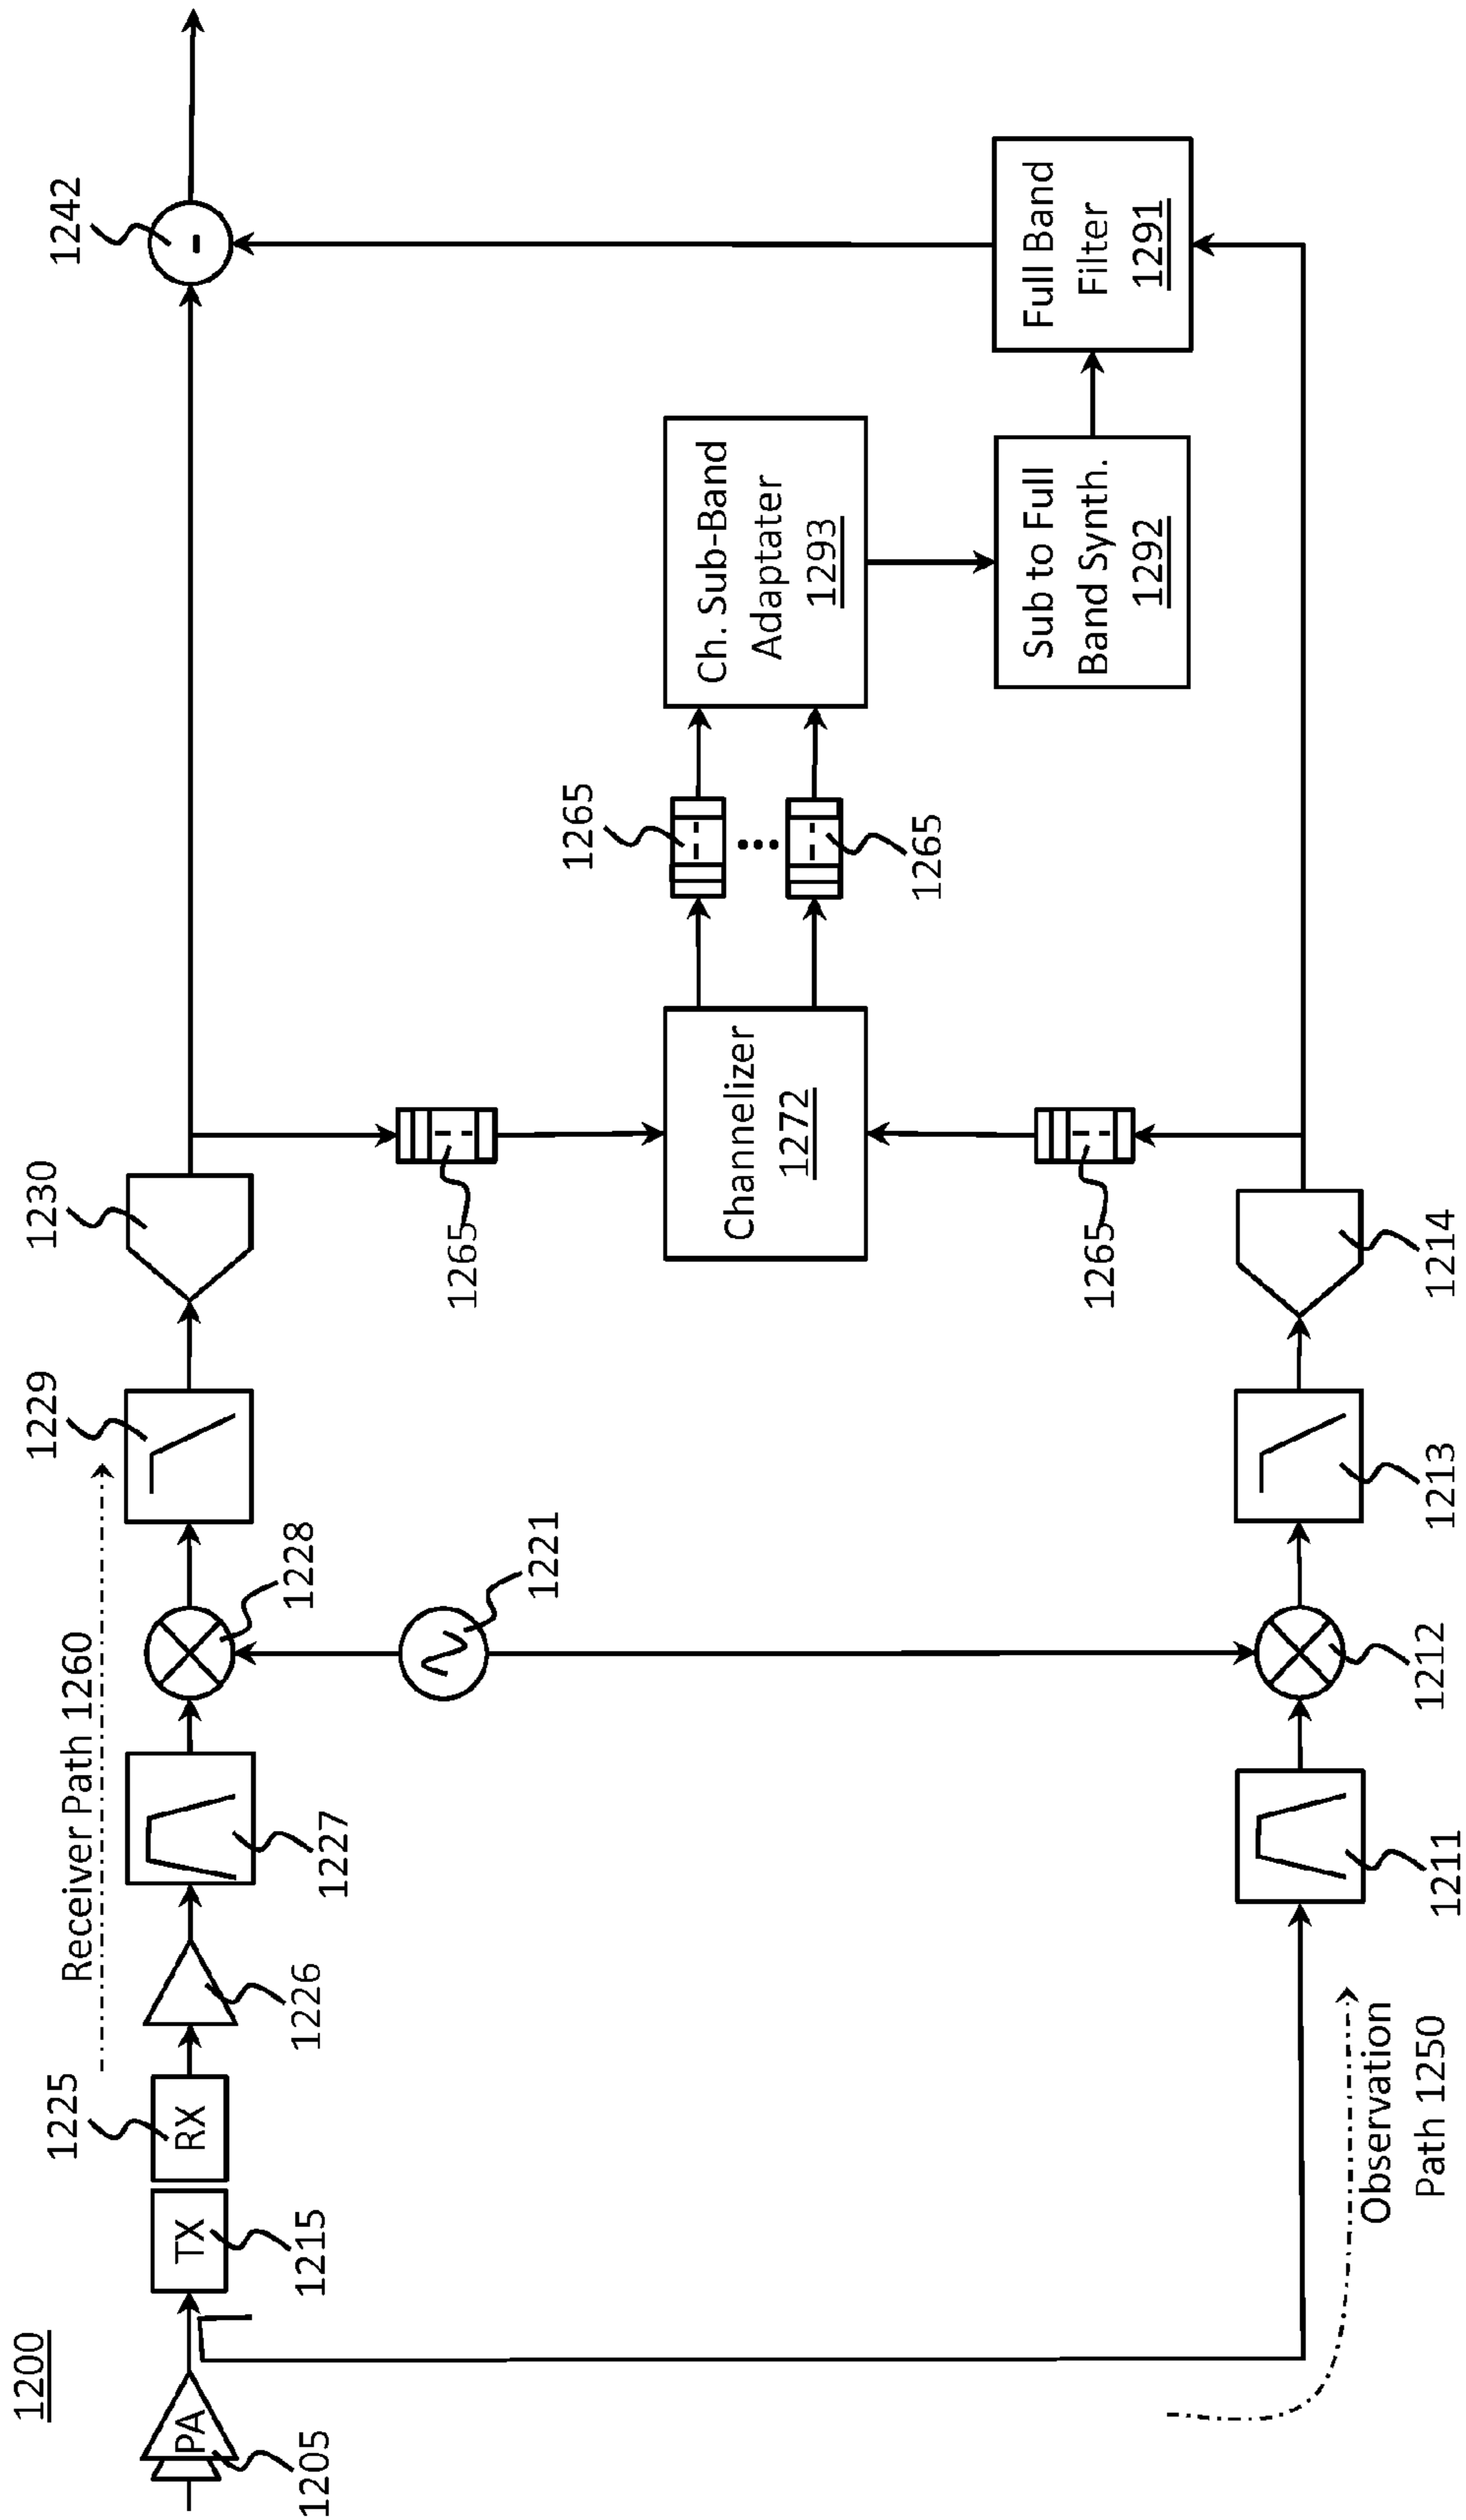 1200
PA
1205
TX
1215
RX
1225
1226
Receiver Path 1260
1227
1228
1221
1229
1230
1242
1265
1265
Channelizer
1272
1265
1265
Ch. Sub-Band
Adaptater
1293
Sub to Full
Band Synth.
1292
Full Band
Filter
1291
-
Observation
Path 1250
1211
1212
1213
1214